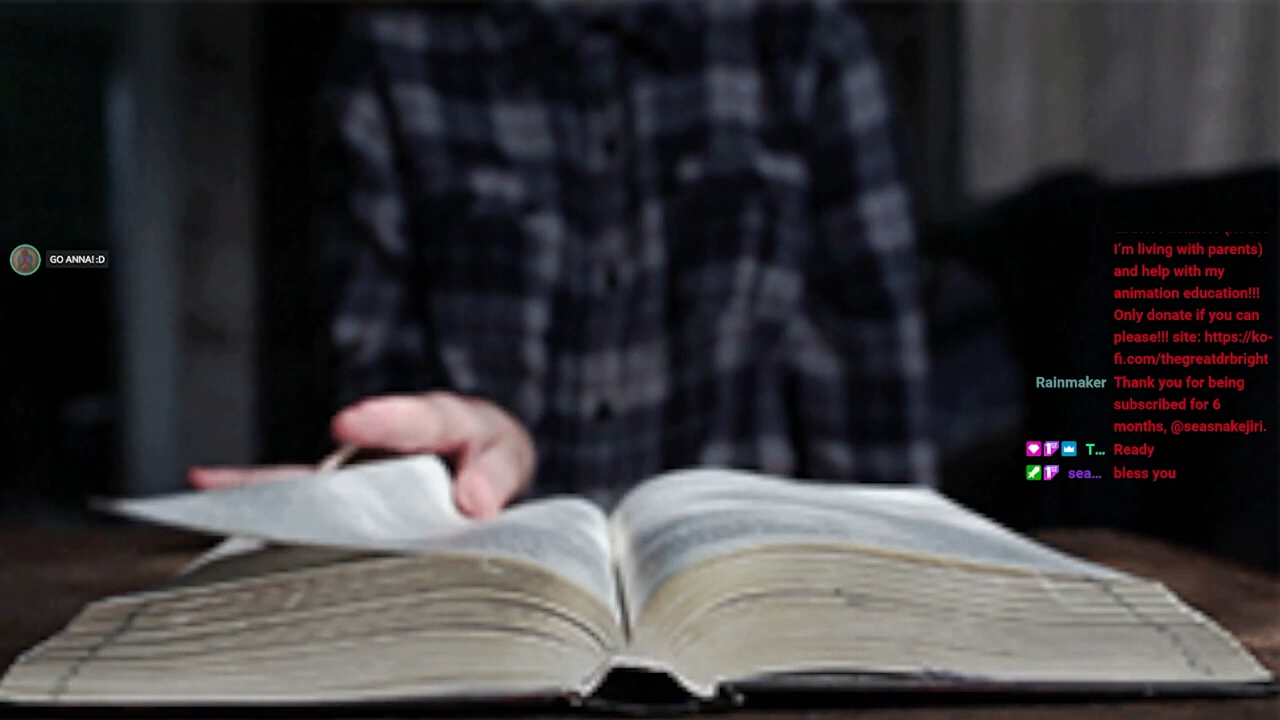 GO ANNA! :D
I'm living with parents)
and help with my
animation education!!!
Only donate if you can
please!!! site: https://ko-
fi.com/thegreatdrbright
Rainmaker Thank you for being
subscribed for 6
months, @seasnakejiri.
T... Ready
sea... bless you